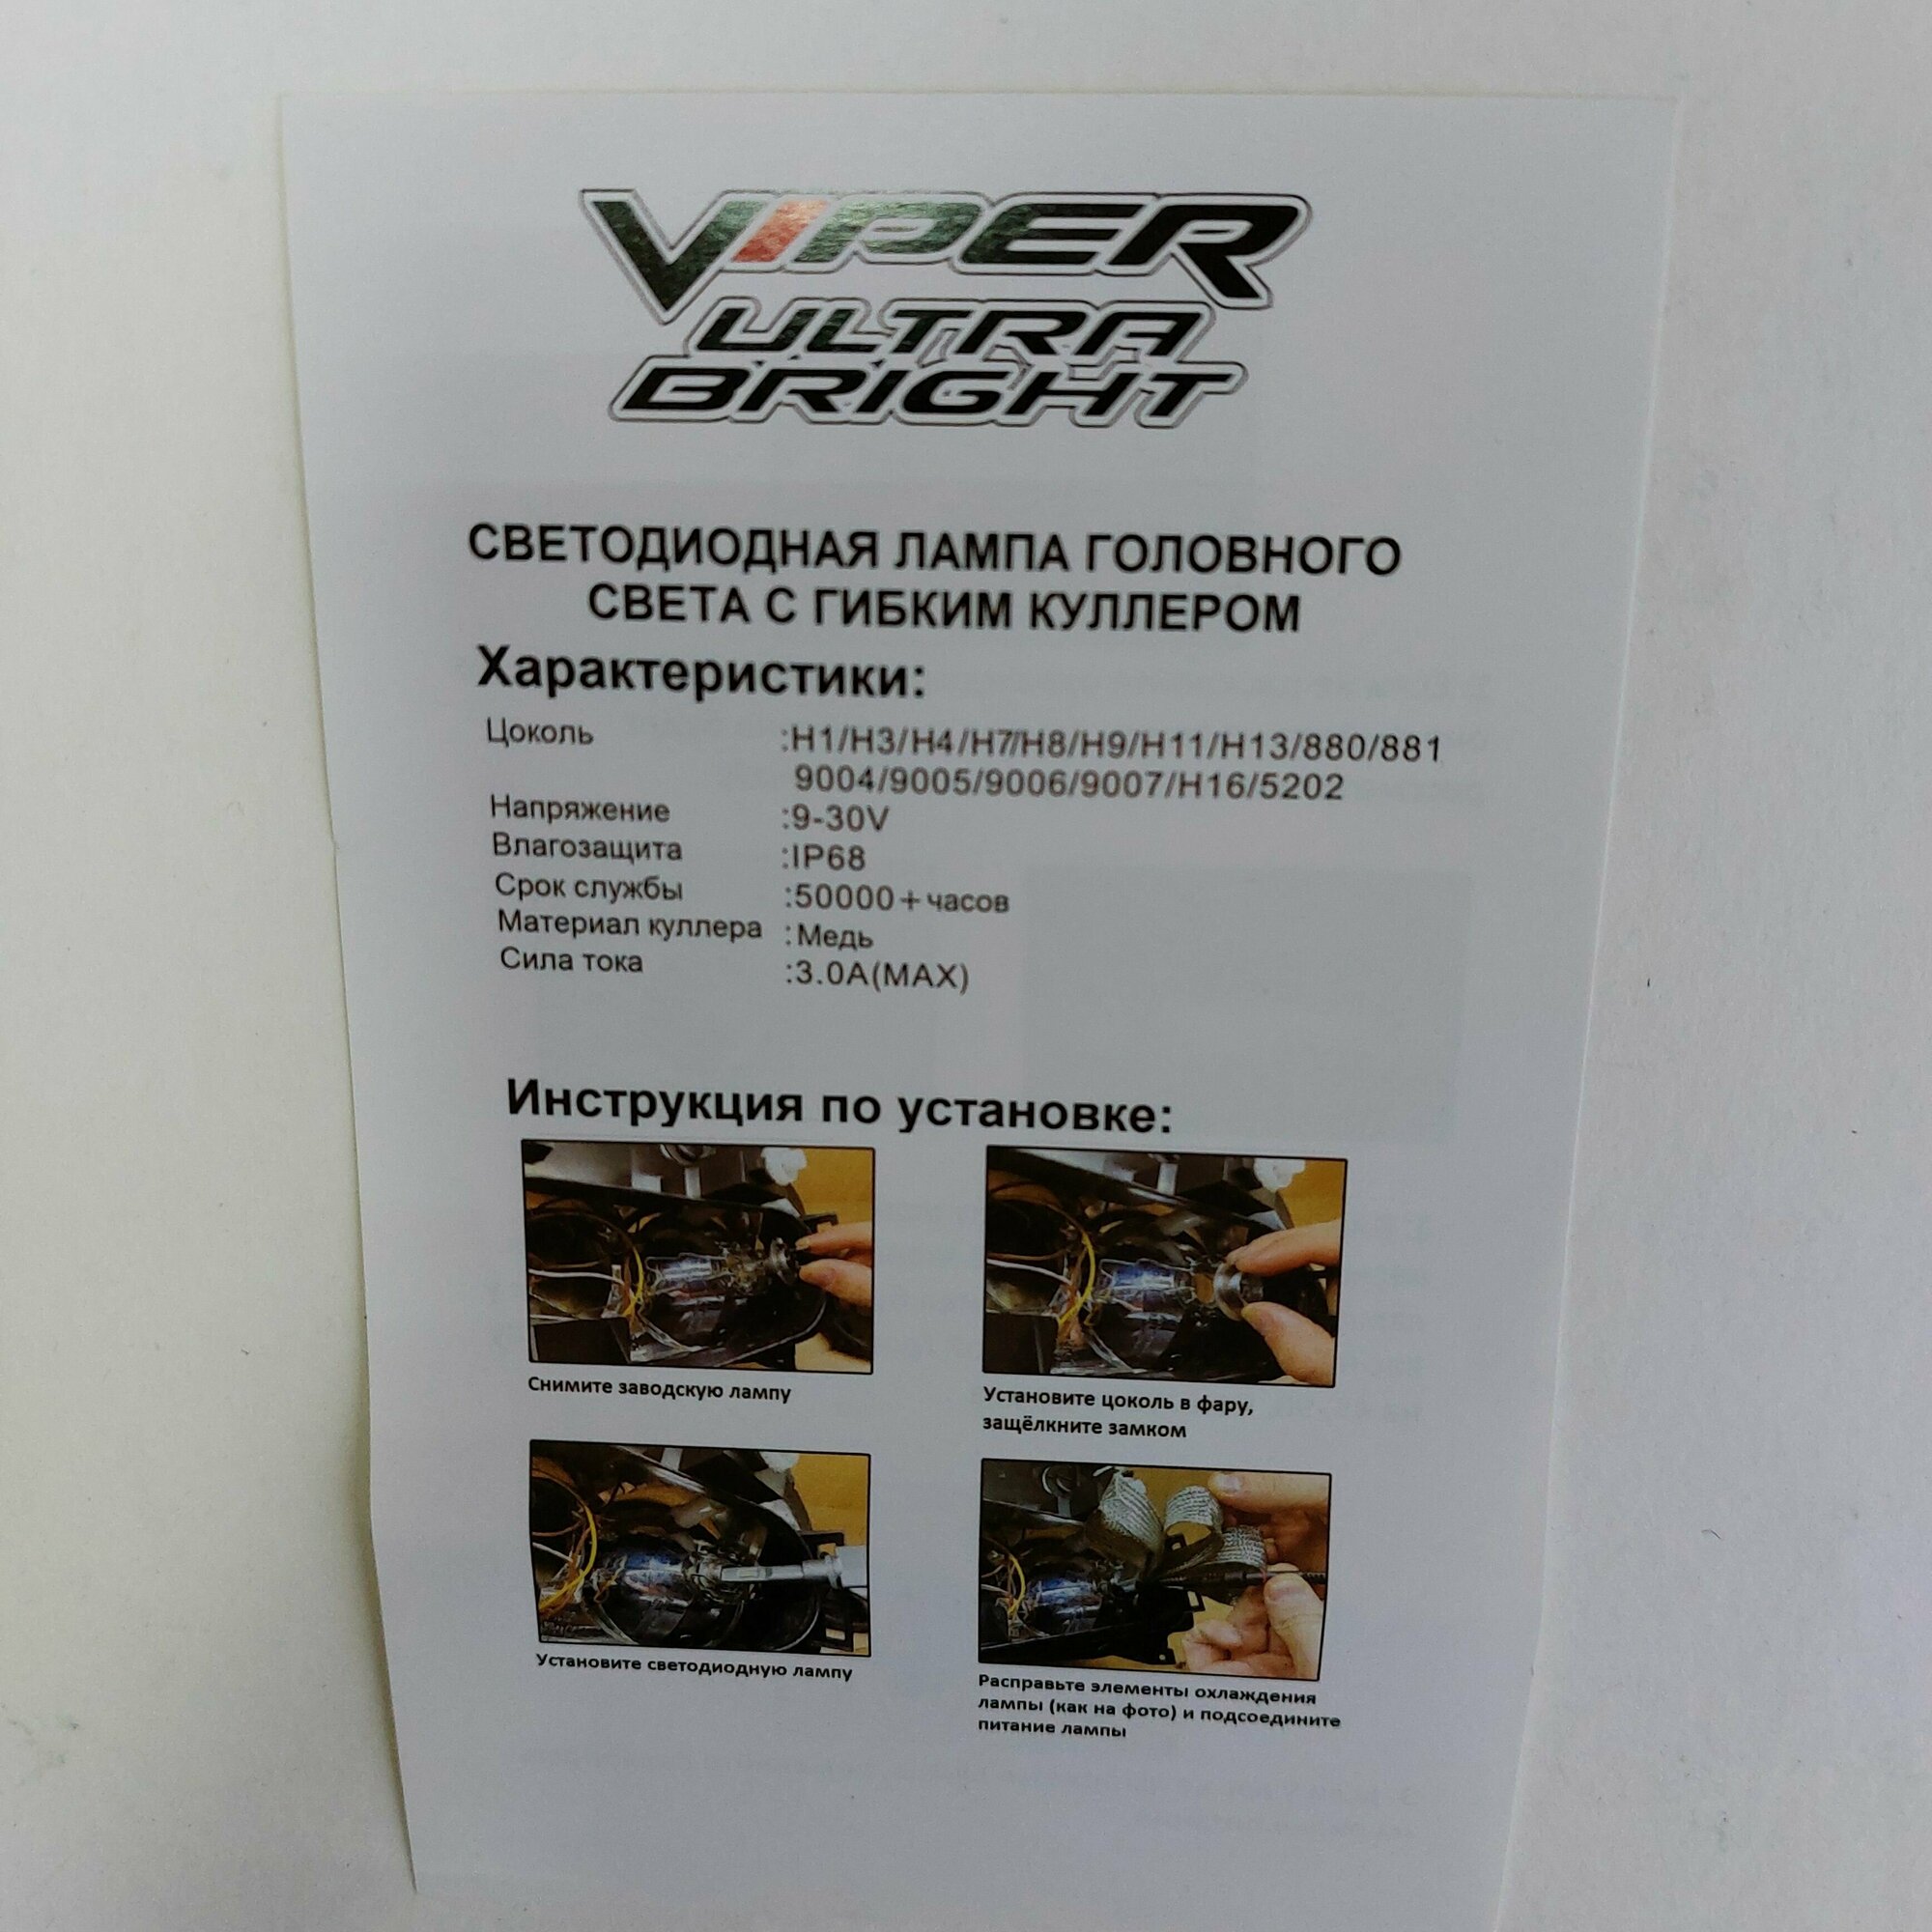 VIPER
ULTRA
BRIGHT
СВЕТОДИОДНАЯ ЛАМПА ГОЛОВНОГО
СВЕТА С ГИБКИМ КУЛЛЕРОМ
Характеристики:
Цоколь :H1/H3/H4/H7/H8/H9/H11/H13/880/881
9004/9005/9006/9007/H16/5202
Напряжение :9-30V
Влагозащита :IP68
Срок службы :50000+часов
Материал куллера :Медь
Сила тока :3.0A(MAX)
Инструкция по установке:
Снимите заводскую лампу
Установите цоколь в фару,
защёлкните замком
Установите светодиодную лампу
Расправьте элементы охлаждения
лампы (как на фото) и подсоедините
питание лампы